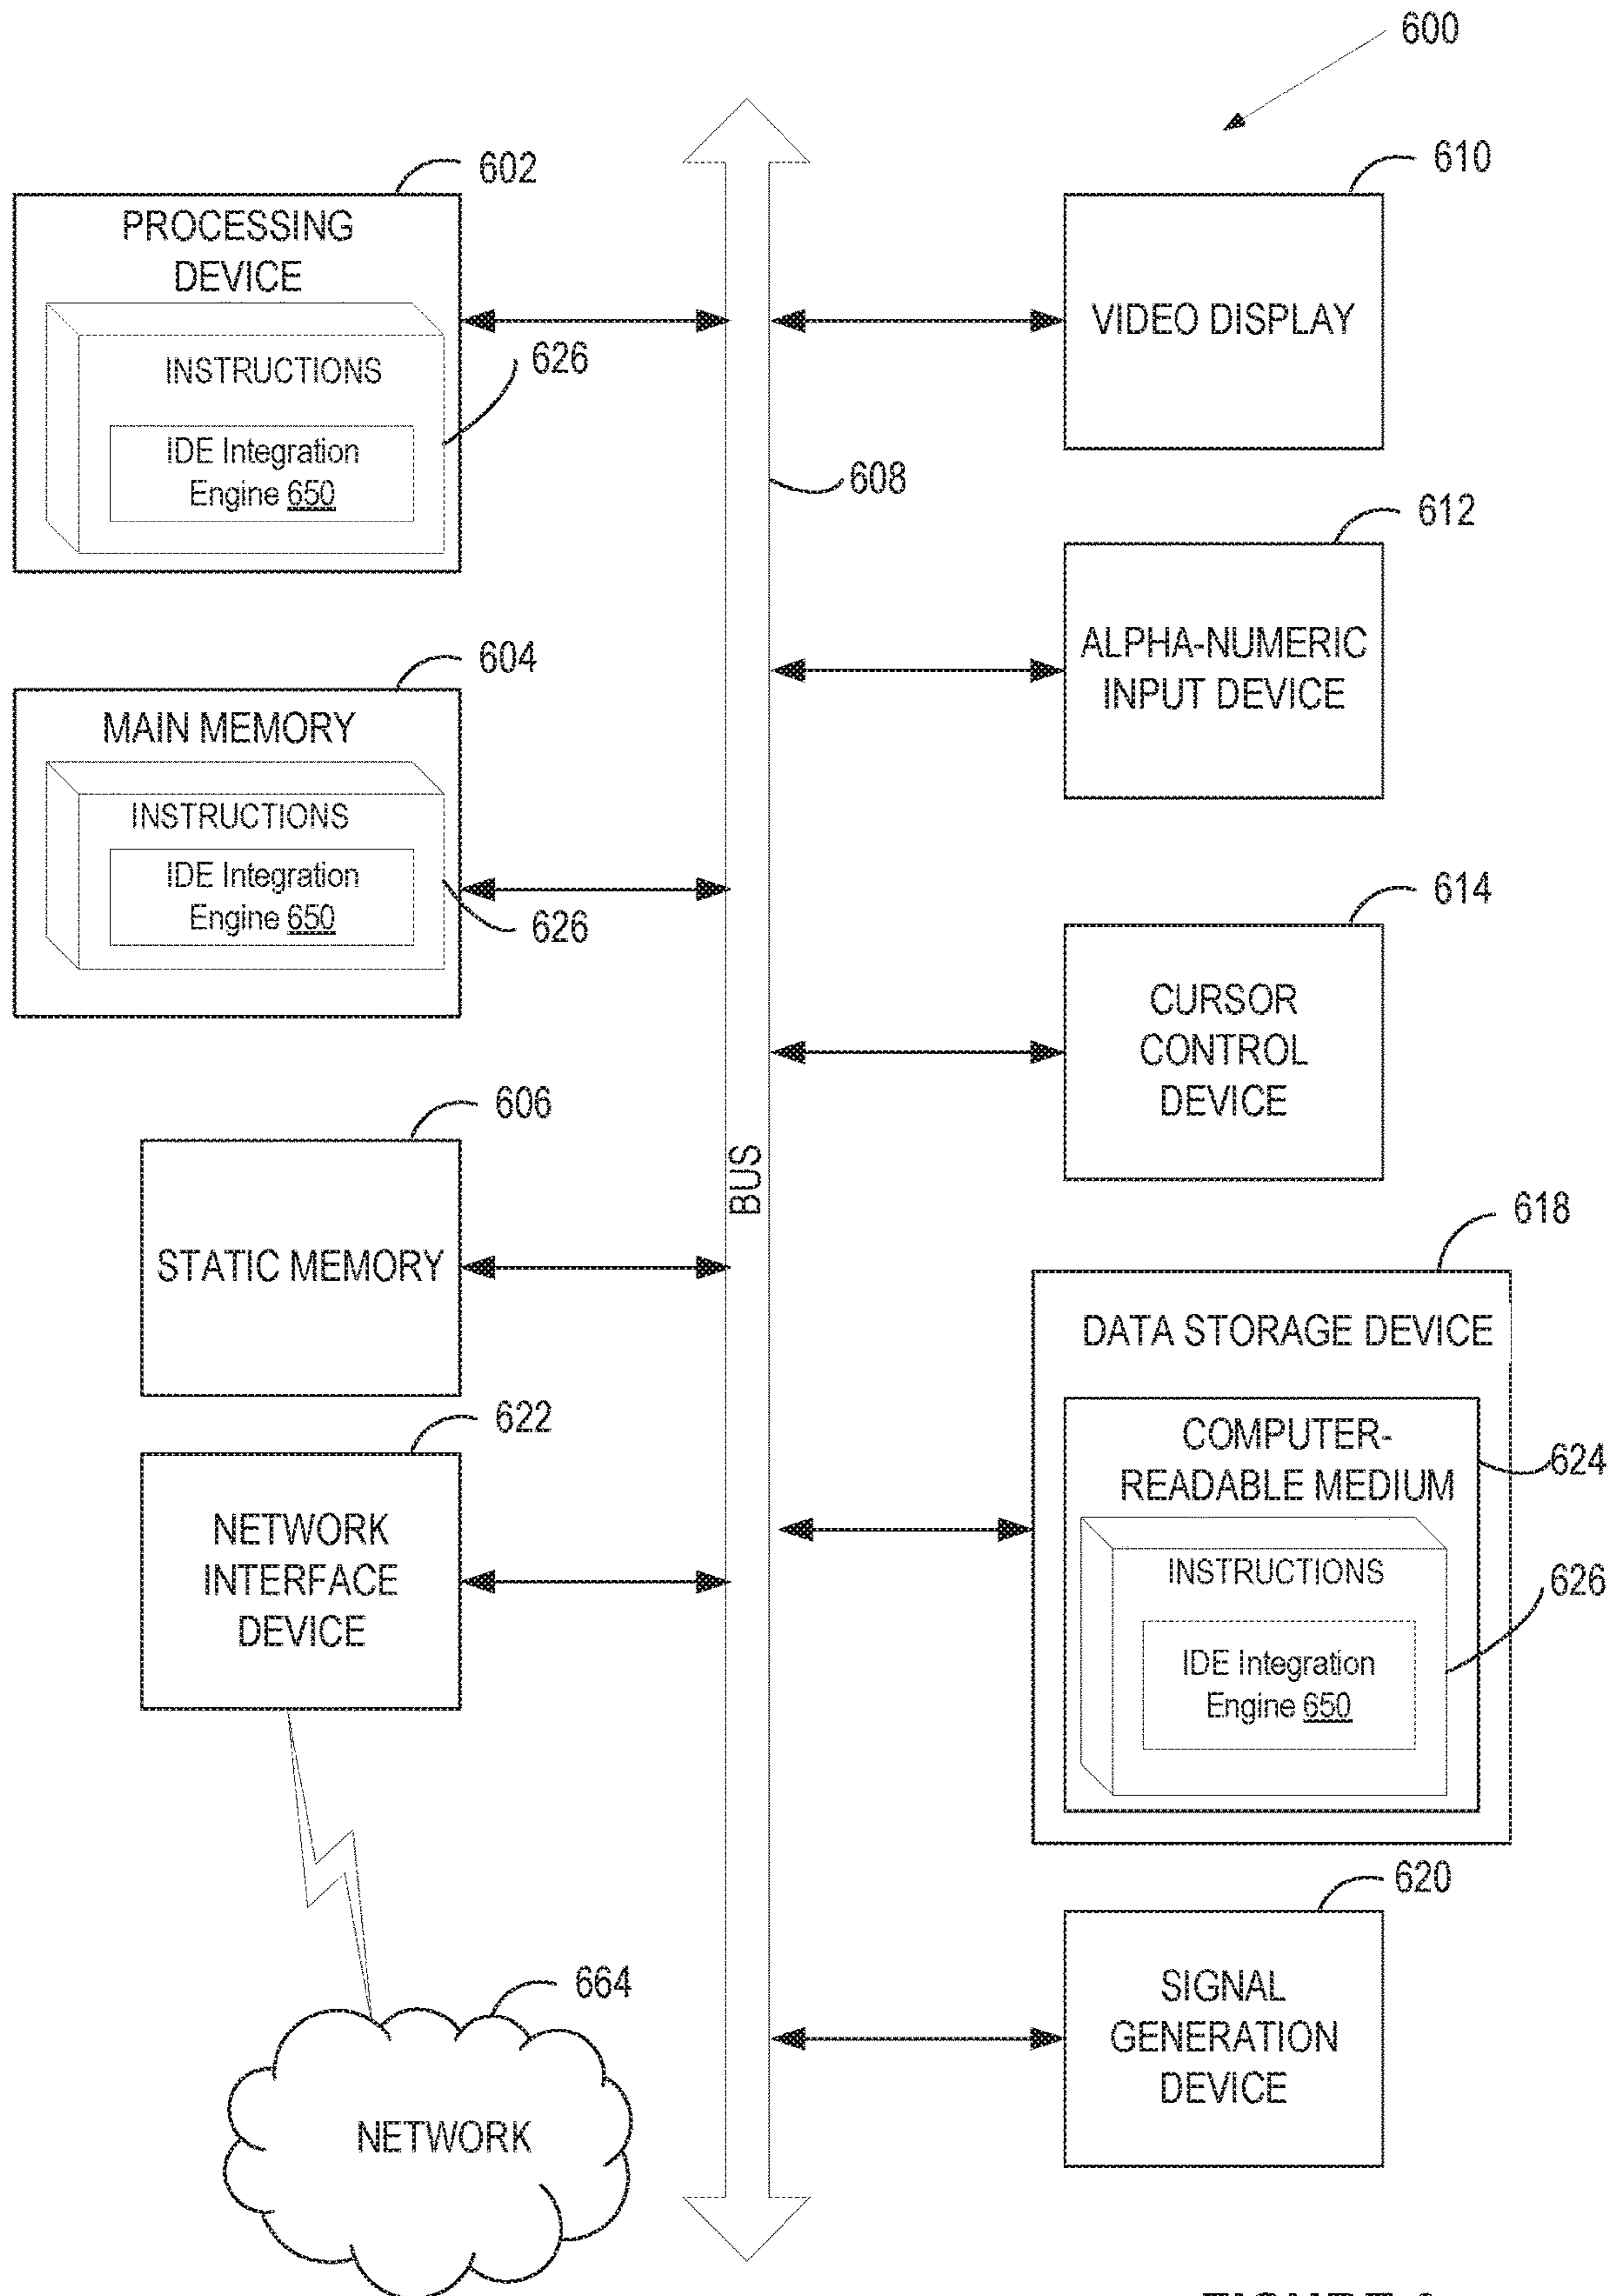 600
602
PROCESSING
DEVICE
INSTRUCTIONS
626
IDE Integration
Engine 650
604
MAIN MEMORY
INSTRUCTIONS
IDE Integration
Engine 650
626
606
STATIC MEMORY
622
NETWORK
INTERFACE
DEVICE
664
NETWORK
608
BUS
610
VIDEO DISPLAY
612
ALPHA-NUMERIC
INPUT DEVICE
614
CURSOR
CONTROL
DEVICE
618
DATA STORAGE DEVICE
COMPUTER-
READABLE MEDIUM
624
INSTRUCTIONS
626
IDE Integration
Engine 650
620
SIGNAL
GENERATION
DEVICE